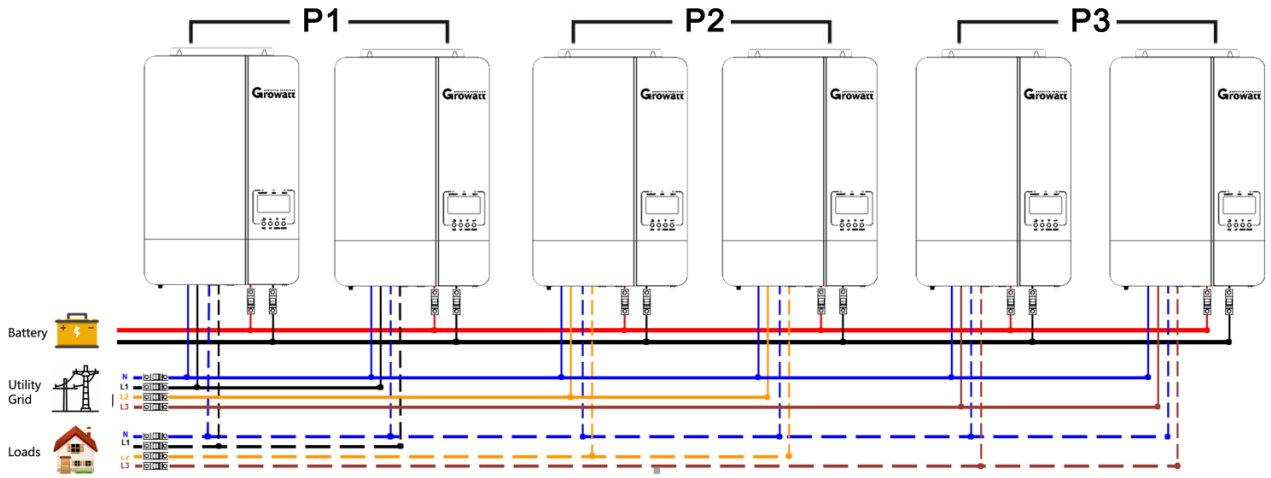 P1
P2
P3
Growatt
Growatt
Growatt
Growatt
Growatt
Growatt
Battery
Utility
Grid
N
L1
L2
L3
Loads
N
L1
L2
L3